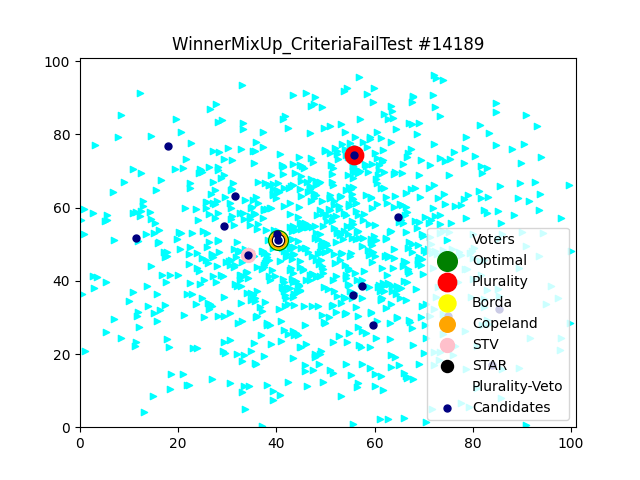 WinnerMixUp_CriteriaFailTest #14189
100
80
60
40
20
0
0
20
40
60
80
100
Voters
Optimal
Plurality
Borda
Copeland
STV
STAR
Plurality-Veto
Candidates